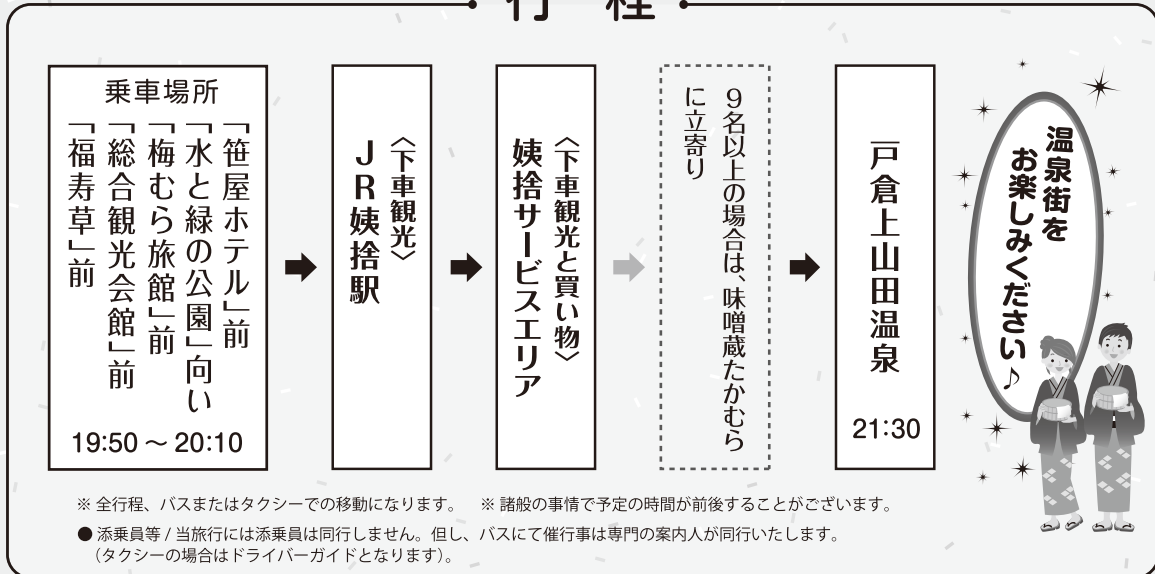 行 程
乗車場所
「笹屋ホテル」前
「水と緑の公園」向い
「梅むら旅館」前
「総合観光会館」前
「福寿草」前
19:50 ～ 20:10
〈下車観光〉
ＪＲ姨捨駅
〈下車観光と買い物〉
姨捨サービスエリア
９名以上の場合は、味噌蔵たかむら
に立寄り
戸倉上山田温泉
21:30
温泉街を
お楽しみください♪
※ 全行程、バスまたはタクシーでの移動になります。 ※ 諸般の事情で予定の時間が前後することがございます。
● 添乗員等 / 当旅行には添乗員は同行しません。但し、バスにて催行事は専門の案内人が同行いたします。
（タクシーの場合はドライバーガイドとなります）。